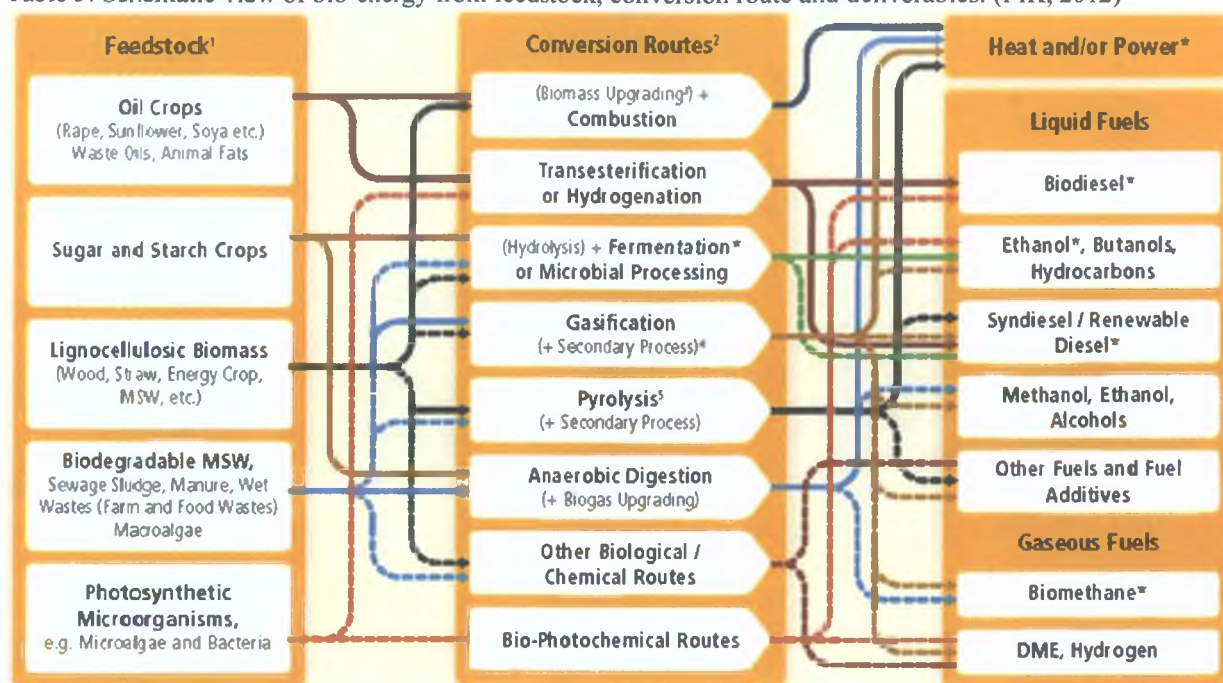 Feedstock¹
Oil Crops
(Rape, Sunflower, Soya etc.)
Waste Oils, Animal Fats
Sugar and Starch Crops
Lignocellulosic Biomass
(Wood, Straw, Energy Crop,
MSW, etc.)
Biodegradable MSW,
Sewage Sludge, Manure, Wet
Wastes (Farm and Food Wastes)
Macroalgae
Photosynthetic
Microorganisms,
e.g. Microalgae and Bacteria
Conversion Routes²
(Biomass Upgrading³) +
Combustion
Transesterification
or Hydrogenation
(Hydrolysis) + Fermentation*
or Microbial Processing
Gasification
(+ Secondary Process)⁴
Pyrolysis⁵
(+ Secondary Process)
Anaerobic Digestion
(+ Biogas Upgrading)
Other Biological /
Chemical Routes
Bio-Photochemical Routes
Heat and/or Power*
Liquid Fuels
Biodiesel*
Ethanol*, Butanols,
Hydrocarbons
Syndiesel / Renewable
Diesel*
Methanol, Ethanol,
Alcohols
Other Fuels and Fuel
Additives
Gaseous Fuels
Biomethane*
DME, Hydrogen